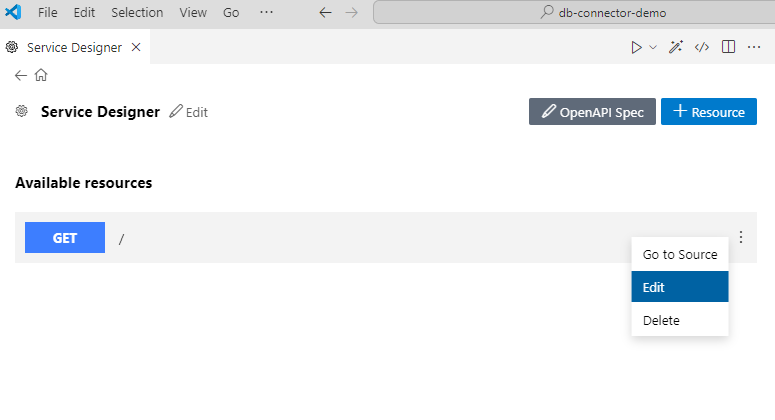 File Edit Selection View Go ··· db-connector-demo
Service Designer
Service Designer Edit OpenAPI Spec + Resource
Available resources
GET /
Go to Source
Edit
Delete